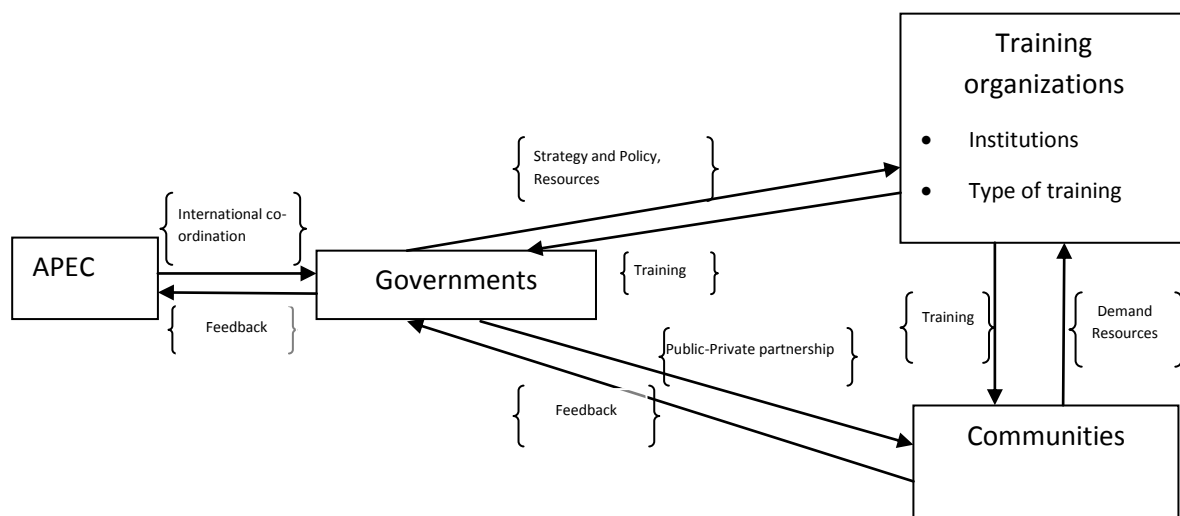 Training
organizations
• Institutions
• Type of training
Strategy and Policy,
Resources
International co-
ordination
APEC
Governments
Training
Feedback
Training
Demand
Resources
Public-Private partnership
Feedback
Communities